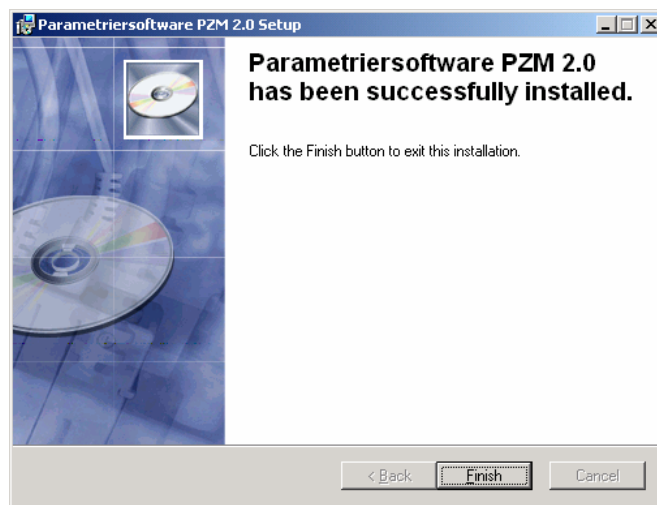 Parametriersoftware PZM 2.0 Setup
Parametriersoftware PZM 2.0
has been successfully installed.
Click the Finish button to exit this installation.
< Back
Finish
Cancel